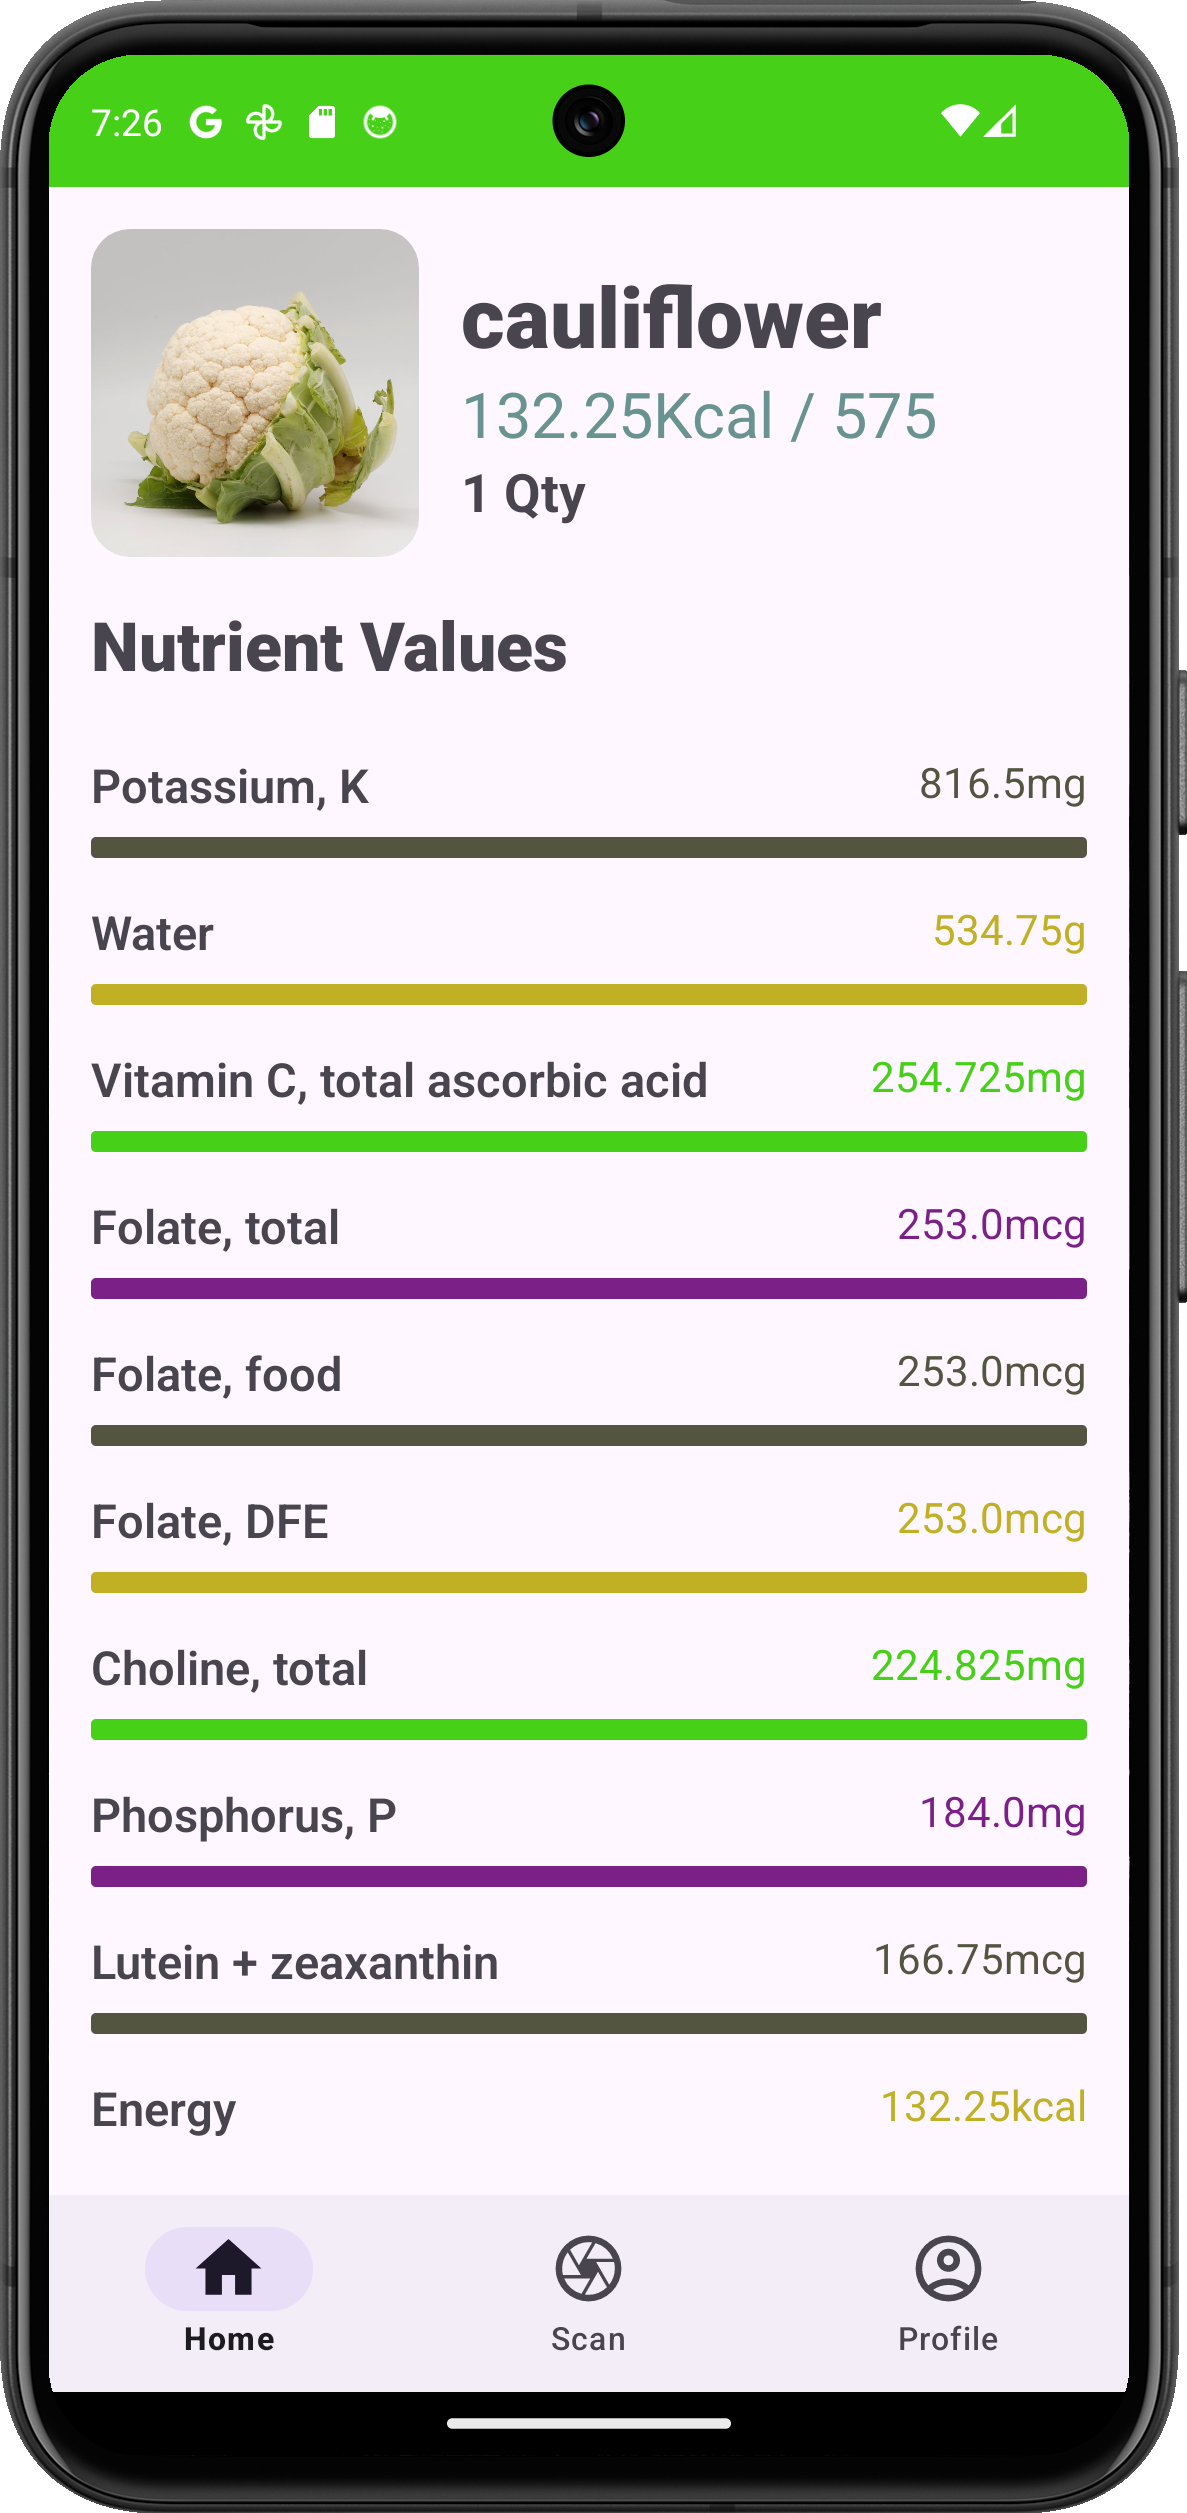 7:26
cauliflower
132.25Kcal / 575
1 Qty
Nutrient Values
Potassium, K 816.5mg
Water 534.75g
Vitamin C, total ascorbic acid 254.725mg
Folate, total 253.0mcg
Folate, food 253.0mcg
Folate, DFE 253.0mcg
Choline, total 224.825mg
Phosphorus, P 184.0mg
Lutein + zeaxanthin 166.75mcg
Energy 132.25kcal
Home Scan Profile